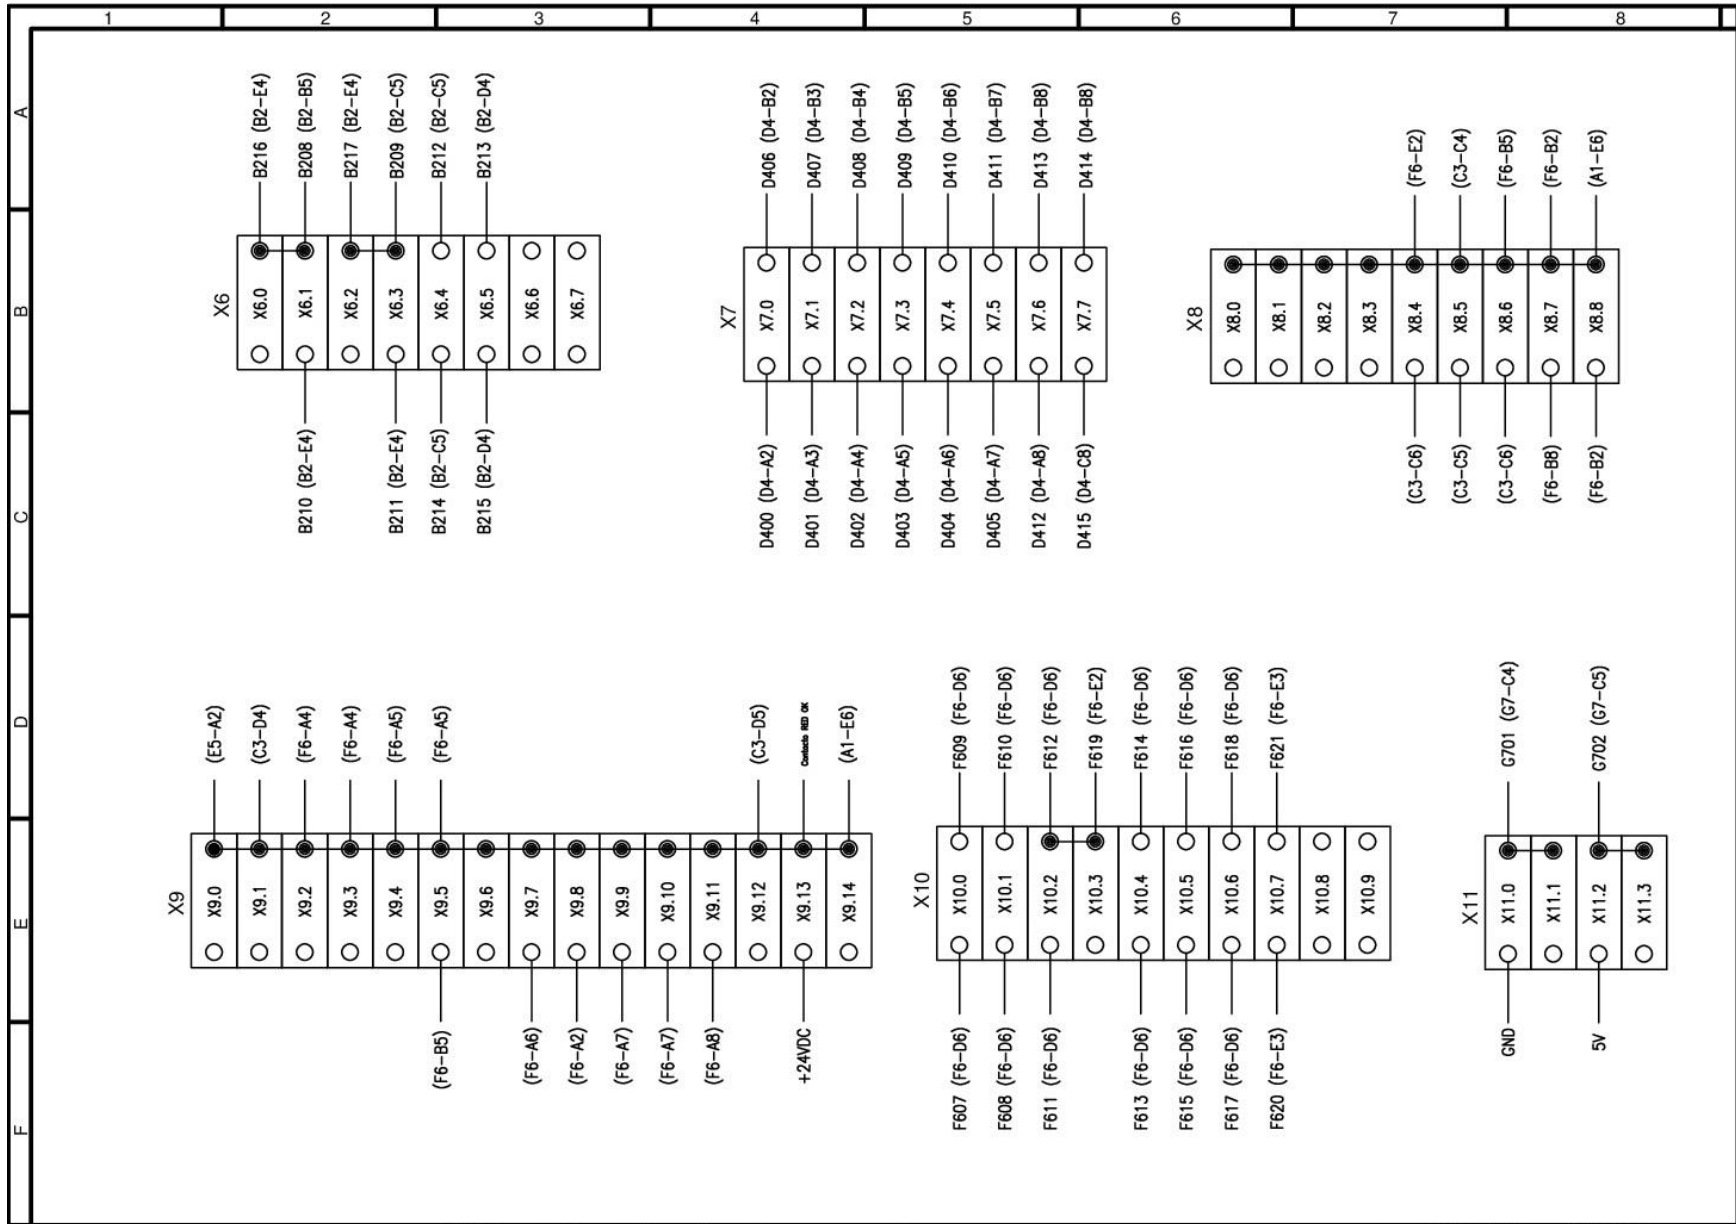 1 2 3 4 5 6 7 8
A
B
C
D
E
F
B216 (B2-E4)
B208 (B2-B5)
B217 (B2-E4)
B209 (B2-C5)
B212 (B2-C5)
B213 (B2-D4)
X6
X6.0
X6.1
X6.2
X6.3
X6.4
X6.5
X6.6
X6.7
B210 (B2-E4)
B211 (B2-E4)
B214 (B2-C5)
B215 (B2-D4)
D406 (D4-B2)
D407 (D4-B3)
D408 (D4-B4)
D409 (D4-B5)
D410 (D4-B6)
D411 (D4-B7)
D413 (D4-B8)
D414 (D4-B8)
X7
X7.0
X7.1
X7.2
X7.3
X7.4
X7.5
X7.6
X7.7
D400 (D4-A2)
D401 (D4-A3)
D402 (D4-A4)
D403 (D4-A5)
D404 (D4-A6)
D405 (D4-A7)
D412 (D4-A8)
D415 (D4-C8)
(F6-E2)
(C3-C4)
(F6-B5)
(F6-B2)
(A1-E6)
X8
X8.0
X8.1
X8.2
X8.3
X8.4
X8.5
X8.6
X8.7
X8.8
(C3-C6)
(C3-C5)
(C3-C6)
(F6-B8)
(F6-B2)
(E5-A2)
(C3-D4)
(F6-A4)
(F6-A4)
(F6-A5)
(F6-A5)
(C3-D5)
Contacto RED OK
(A1-E6)
X9
X9.0
X9.1
X9.2
X9.3
X9.4
X9.5
X9.6
X9.7
X9.8
X9.9
X9.10
X9.11
X9.12
X9.13
X9.14
(F6-B5)
(F6-A6)
(F6-A2)
(F6-A7)
(F6-A7)
(F6-A8)
+24VDC
F609 (F6-D6)
F610 (F6-D6)
F612 (F6-D6)
F619 (F6-E2)
F614 (F6-D6)
F616 (F6-D6)
F618 (F6-D6)
F621 (F6-E3)
X10
X10.0
X10.1
X10.2
X10.3
X10.4
X10.5
X10.6
X10.7
X10.8
X10.9
F607 (F6-D6)
F608 (F6-D6)
F611 (F6-D6)
F613 (F6-D6)
F615 (F6-D6)
F617 (F6-D6)
F620 (F6-E3)
G701 (G7-C4)
G702 (G7-C5)
X11
X11.0
X11.1
X11.2
X11.3
GND
5V